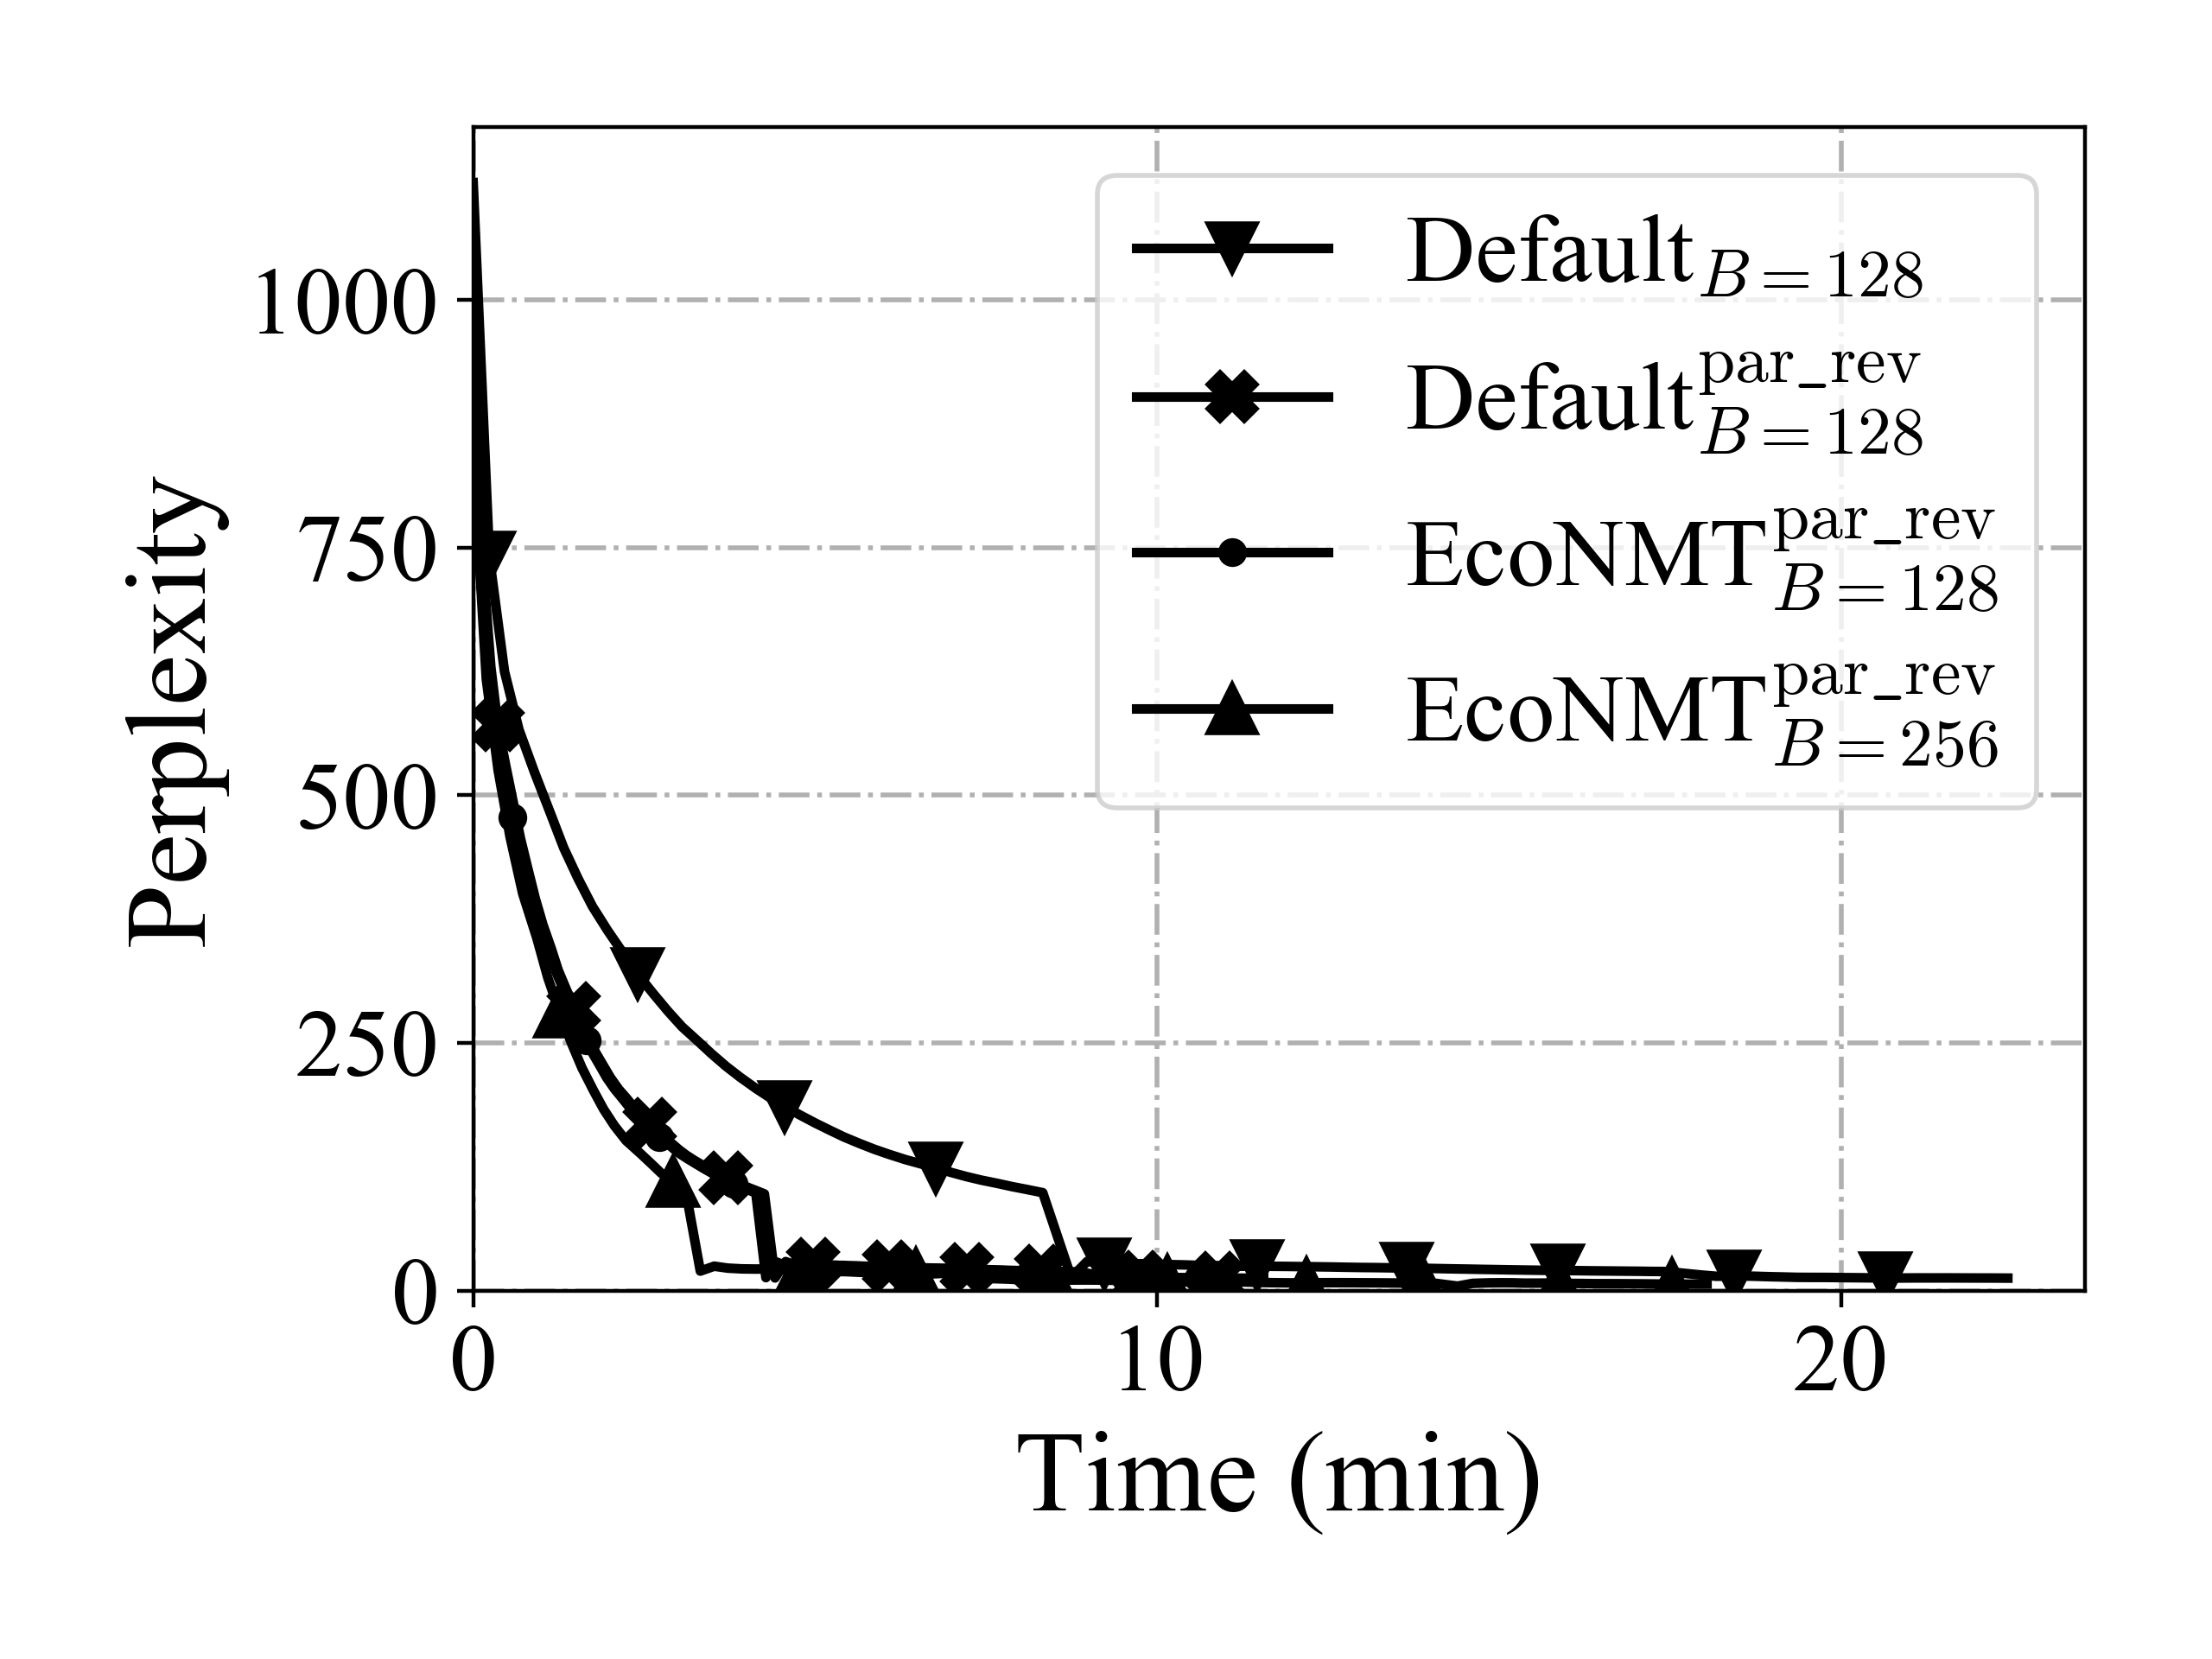 Perplexity
1000
750
500
250
0
0 10 20
Time (min)
Default B = 128
Default par_rev B = 128
EcoNMT par_rev B = 128
EcoNMT par_rev B = 256